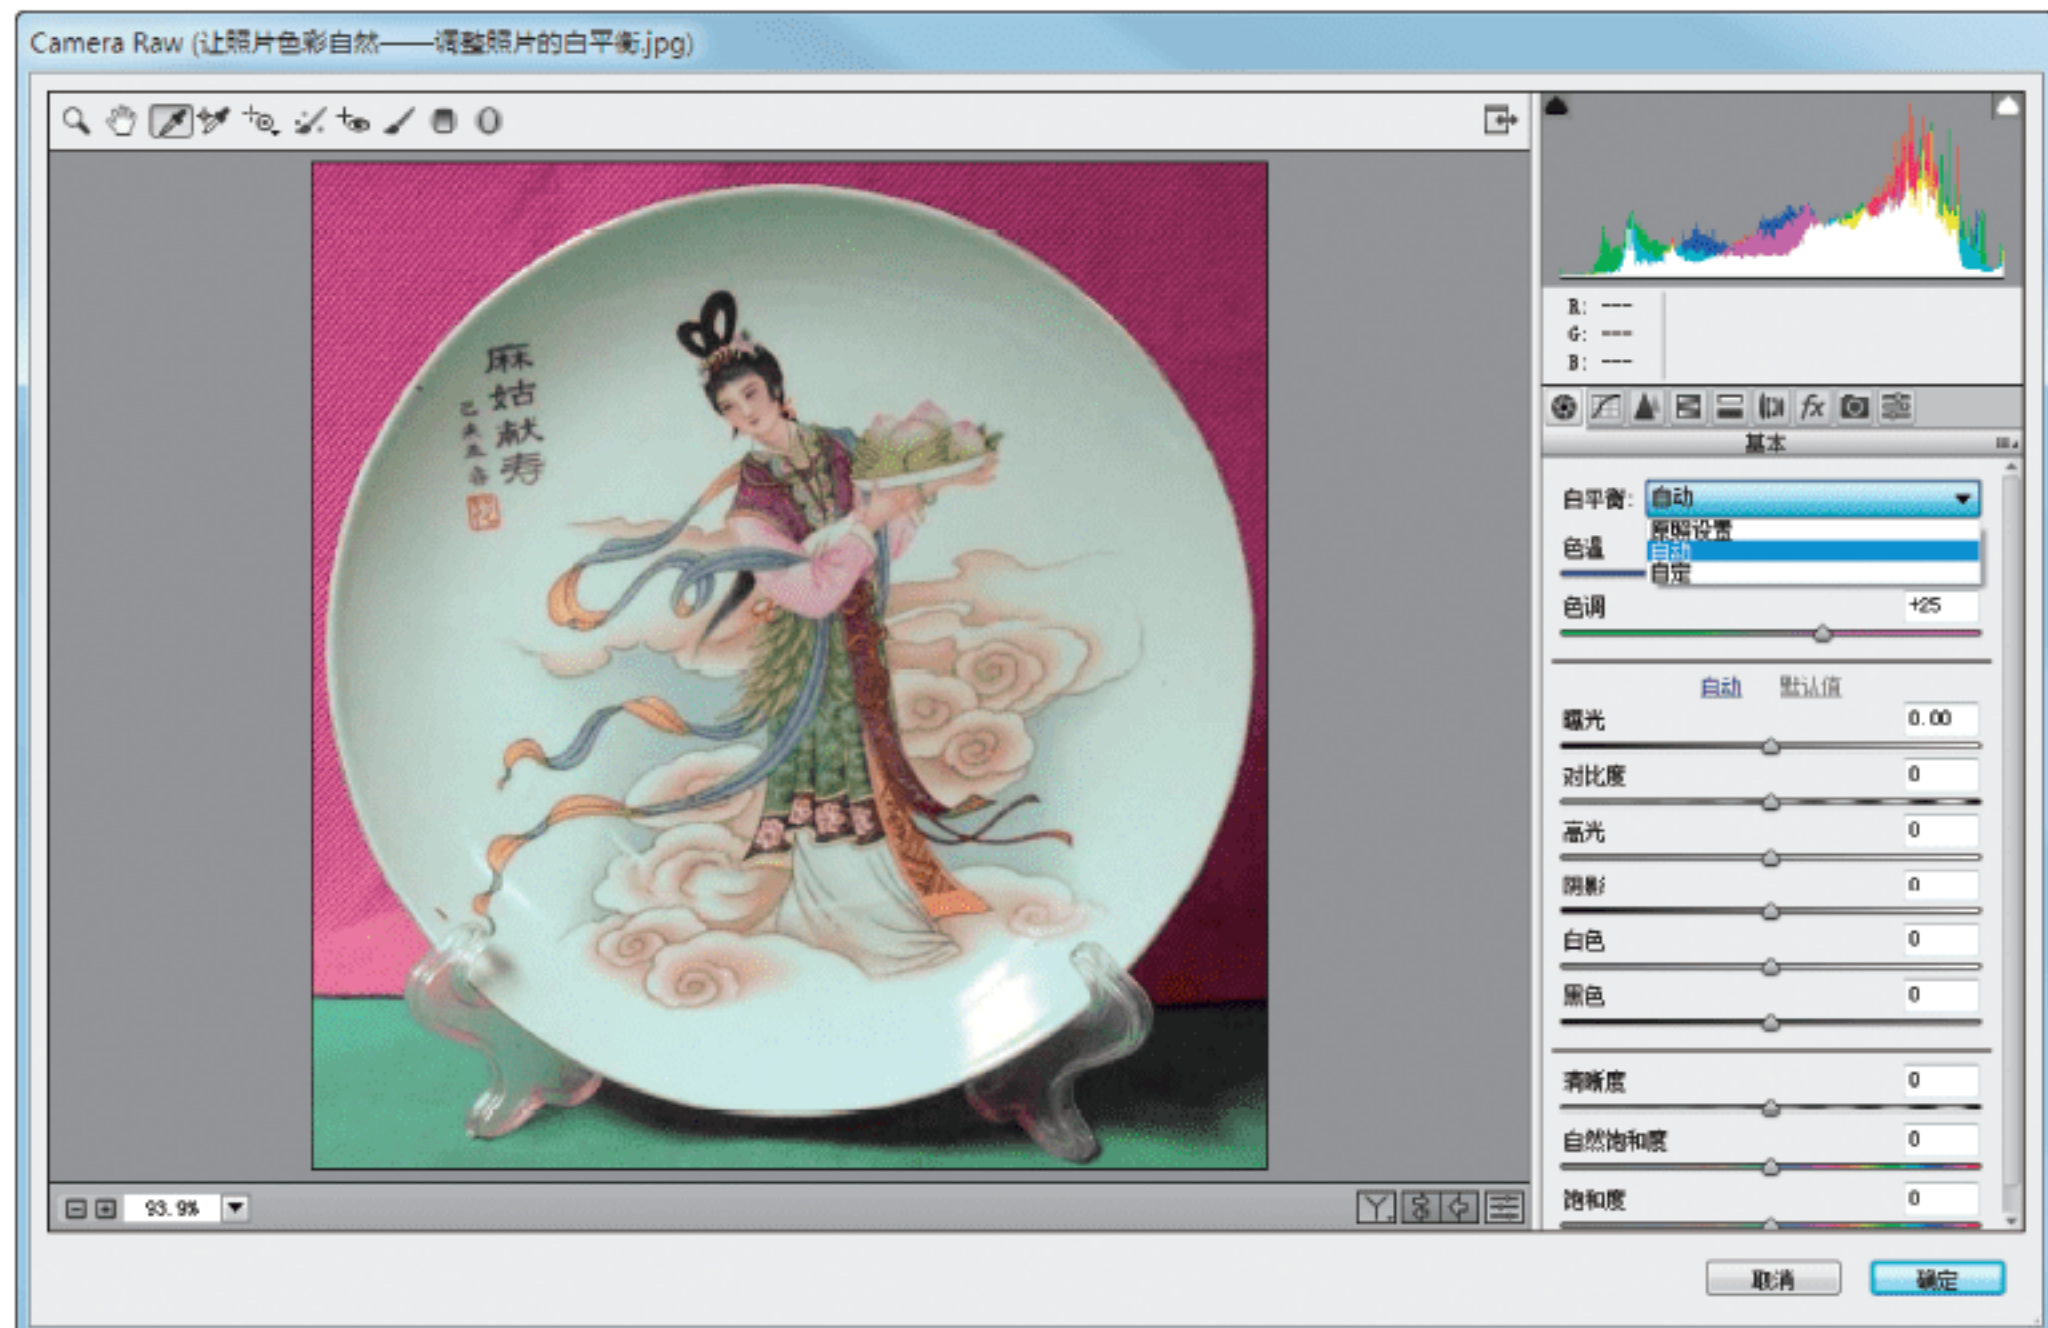 Camera Raw (让照片色彩自然——调整照片的白平衡.jpg)
麻姑献寿
R: ---
G: ---
B: ---
fx
基本
白平衡: 自动
原照设置
自动
自定
色温
色调 +25
自动 默认值
曝光 0.00
对比度 0
高光 0
阴影 0
白色 0
黑色 0
清晰度 0
自然饱和度 0
饱和度 0
93.9%
取消 确定